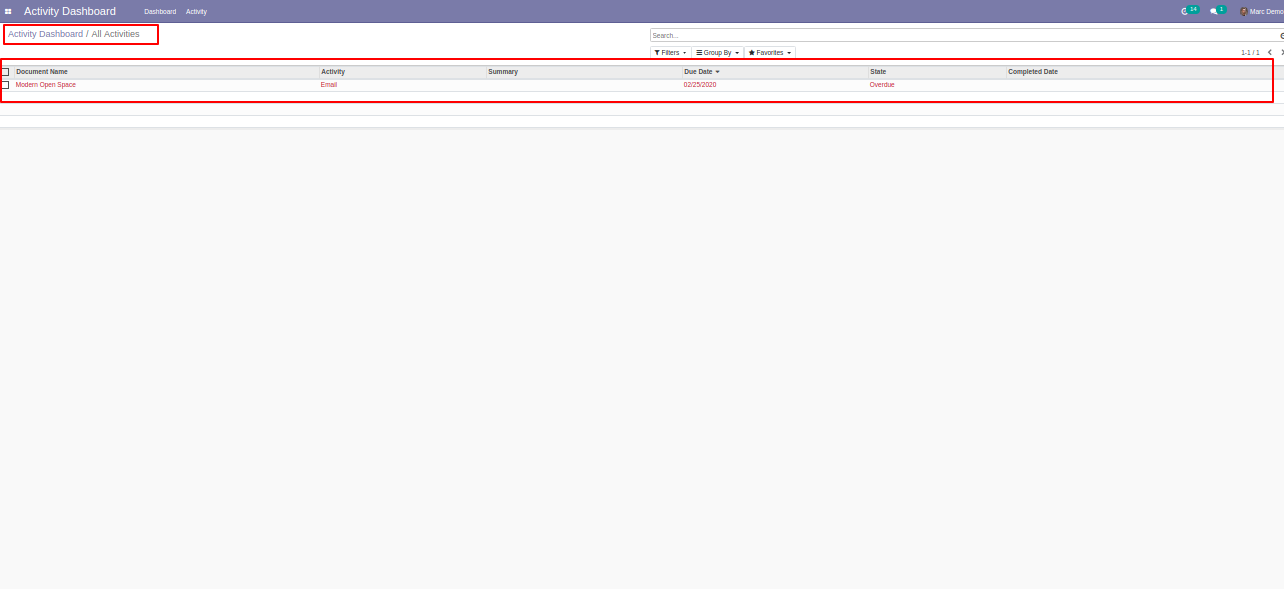 Activity Dashboard Dashboard Activity 14 1 Marc Demo
Activity Dashboard / All Activities
Search...
Filters Group By Favorites 1-1 / 1
Document Name Activity Summary Due Date State Completed Date
Modern Open Space Email 02/25/2020 Overdue